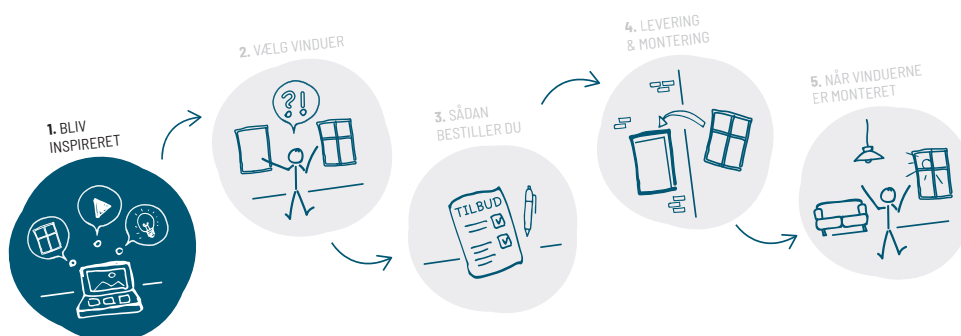 1. BLIV
INSPIRERET
2. VÆLG VINDUER
?!
3. SÅDAN
BESTILLER DU
TILBUD
4. LEVERING
& MONTERING
5. NÅR VINDUERNE
ER MONTERET